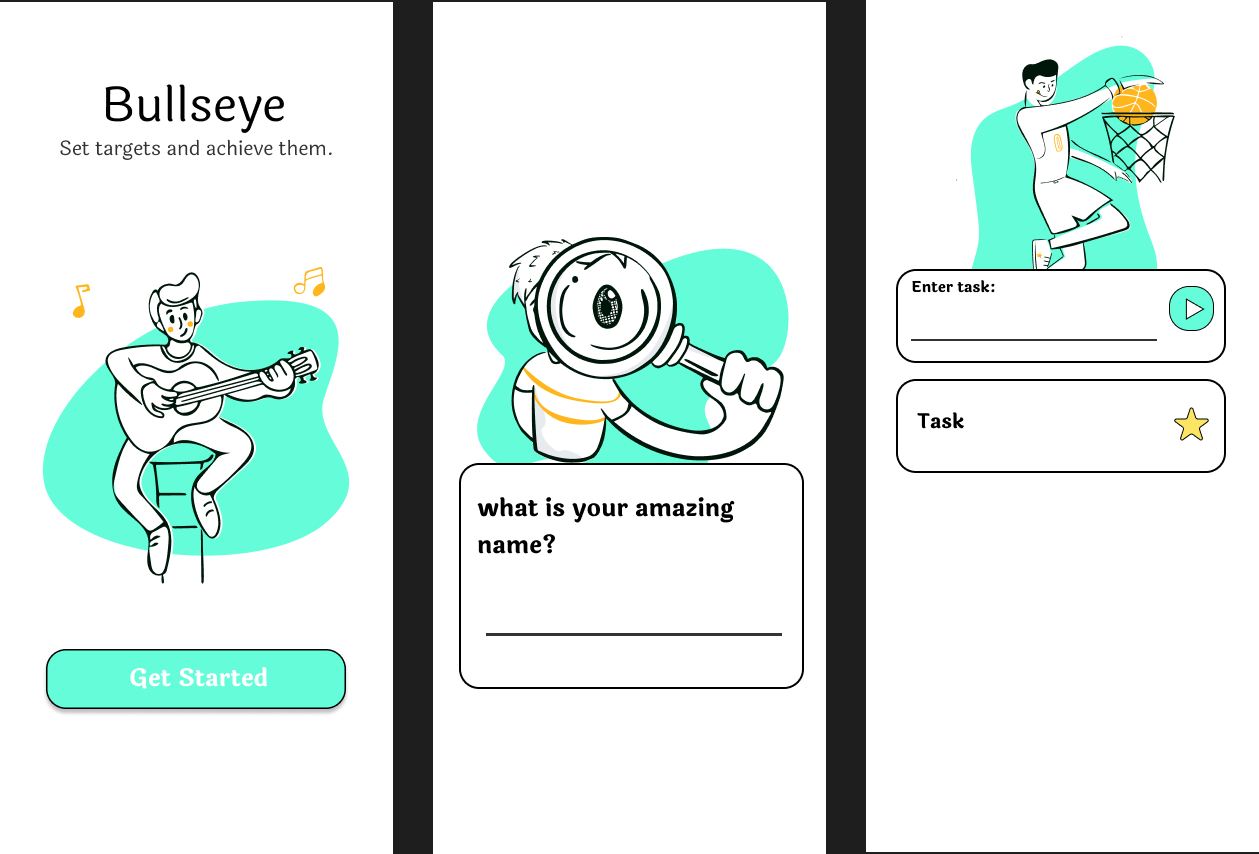 Bullseye
Set targets and achieve them.
Get Started
what is your amazing
name?
Enter task:
Task